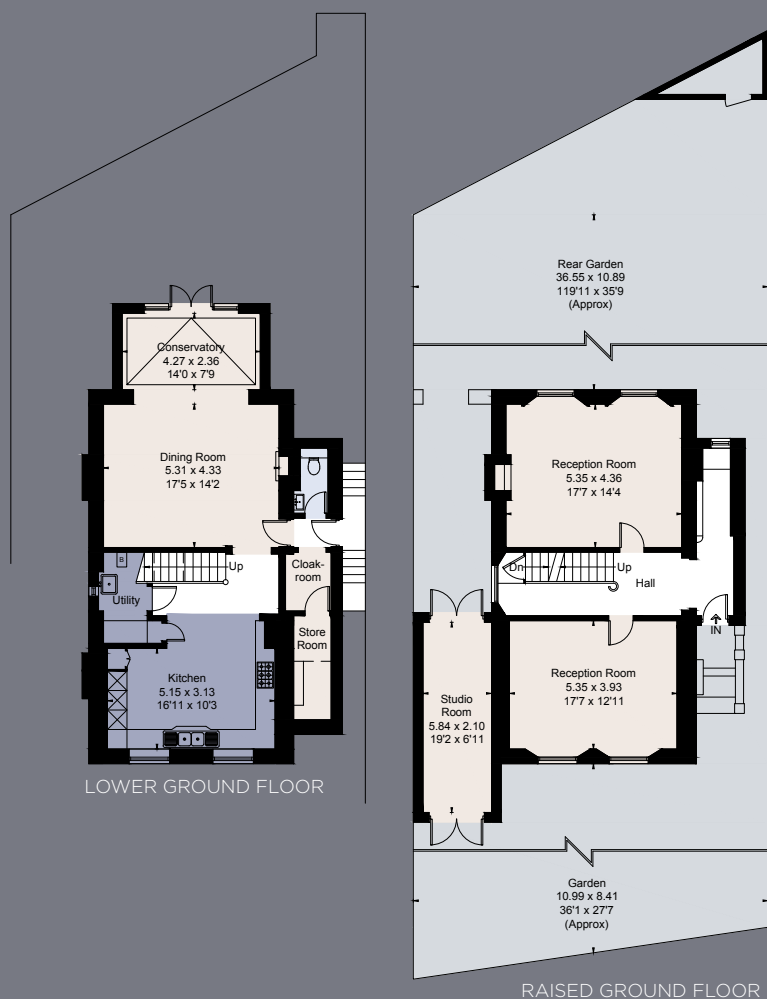 Conservatory
4.27 x 2.36
14'0 x 7'9
Dining Room
5.31 x 4.33
17'5 x 14'2
B
Up
Utility
Cloak-
room
Store
Room
Kitchen
5.15 x 3.13
16'11 x 10'3
LOWER GROUND FLOOR
Rear Garden
36.55 x 10.89
119'11 x 35'9
(Approx)
Reception Room
5.35 x 4.36
17'7 x 14'4
Dn
Up
Hall
IN
Reception Room
5.35 x 3.93
17'7 x 12'11
Studio
Room
5.84 x 2.10
19'2 x 6'11
Garden
10.99 x 8.41
36'1 x 27'7
(Approx)
RAISED GROUND FLOOR